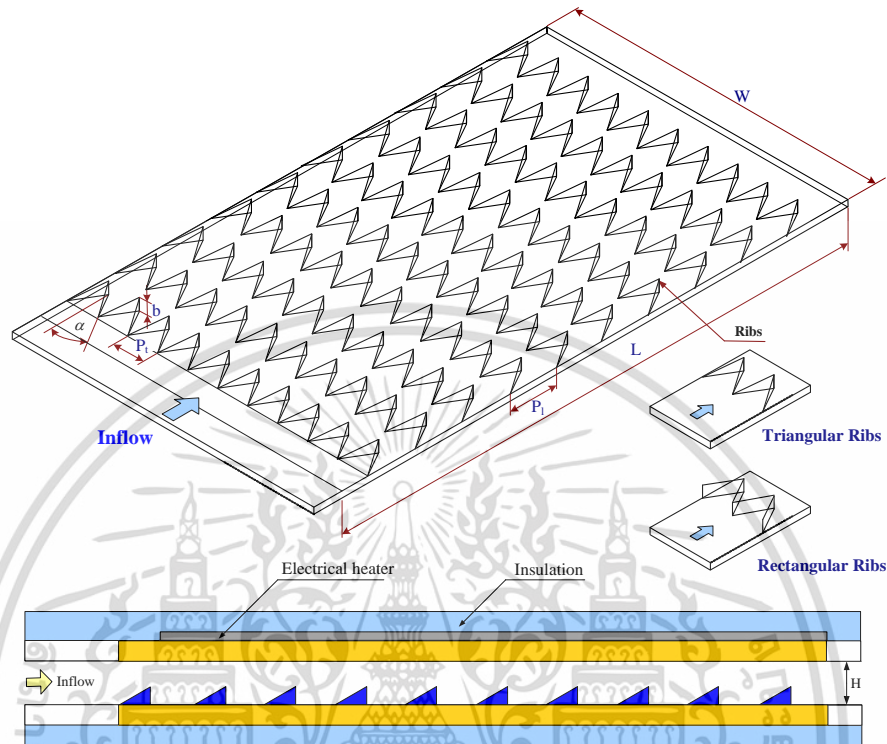 W
b
α
Pt
Ribs
L
Inflow
Pl
Triangular Ribs
Rectangular Ribs
Electrical heater
Insulation
Inflow
H